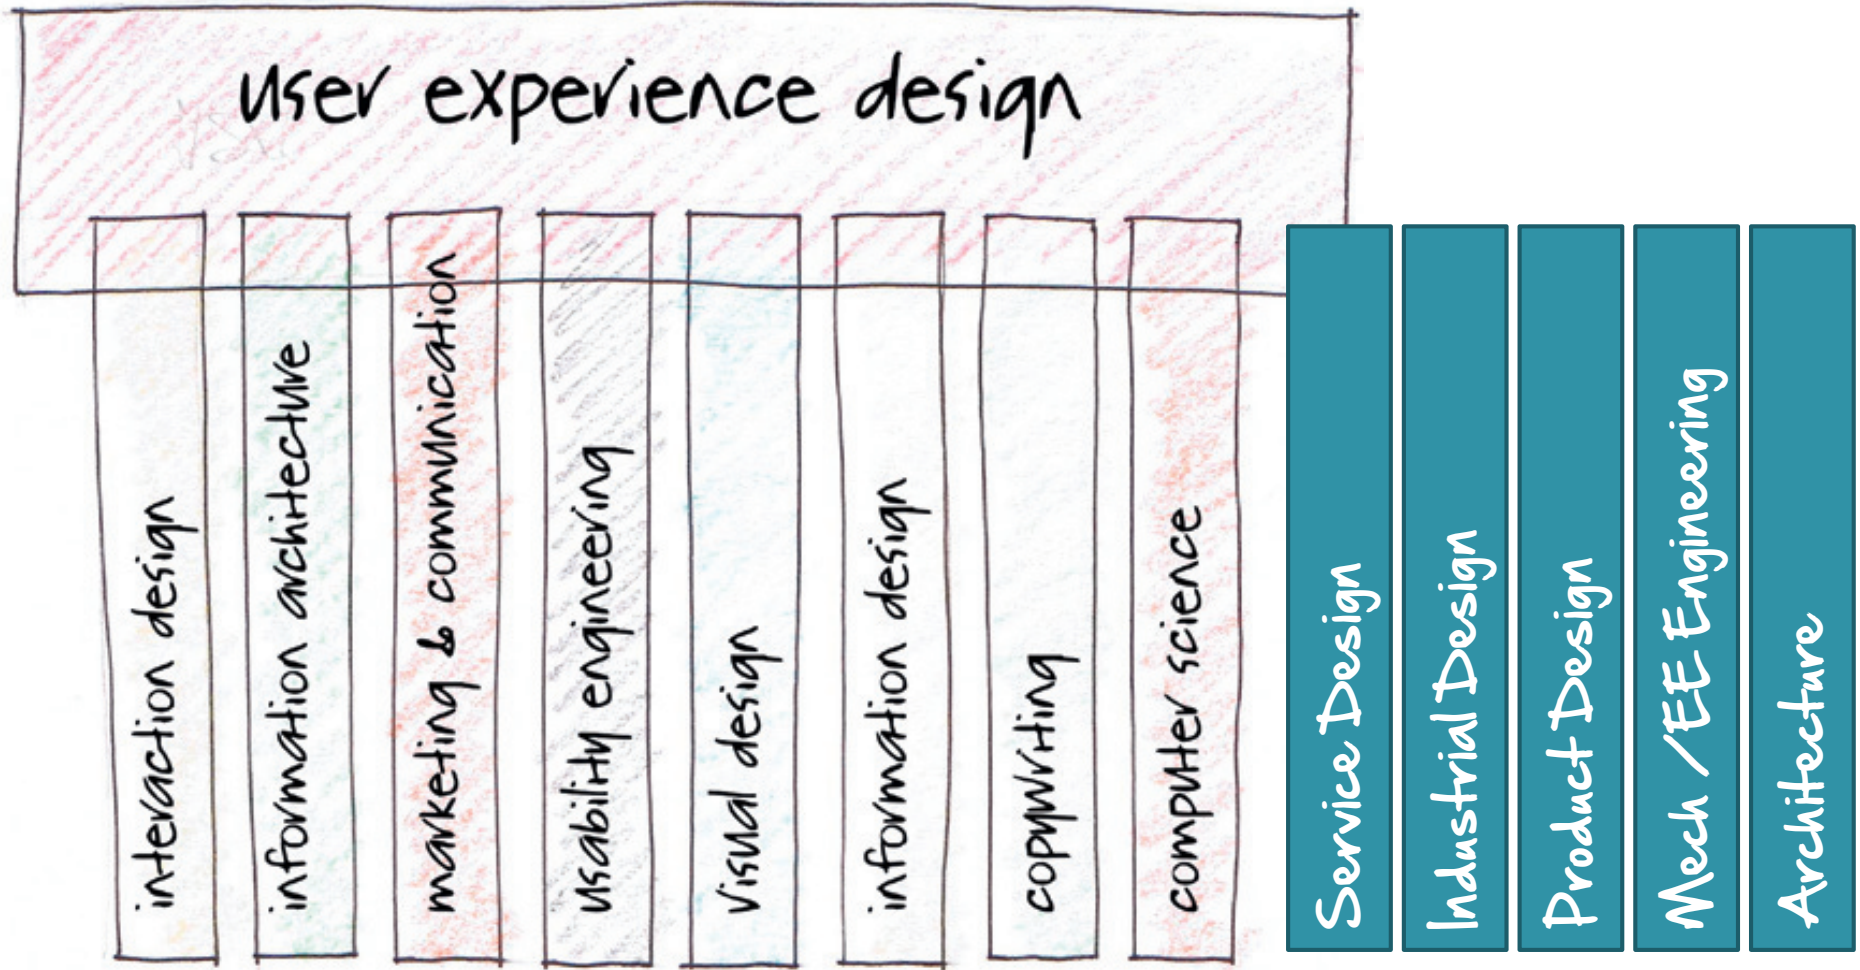 user experience design
interaction design
information architecture
marketing & communication
usability engineering
visual design
information design
copywriting
computer science
Service Design
Industrial Design
Product Design
Mech / EE Engineering
Architecture